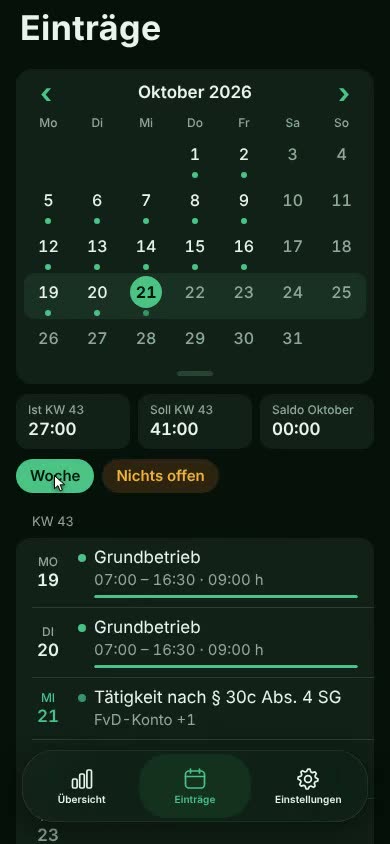 Einträge
‹ Oktober 2026 ›
Mo Di Mi Do Fr Sa So
1 2 3 4
5 6 7 8 9 10 11
12 13 14 15 16 17 18
19 20 21 22 23 24 25
26 27 28 29 30 31
Ist KW 43 Soll KW 43 Saldo Oktober
27:00 41:00 00:00
Woche Nichts offen
KW 43
MO Grundbetrieb
19 07:00 – 16:30 · 09:00 h
DI Grundbetrieb
20 07:00 – 16:30 · 09:00 h
MI Tätigkeit nach § 30c Abs. 4 SG
21 FvD-Konto +1
Übersicht Einträge Einstellungen
23